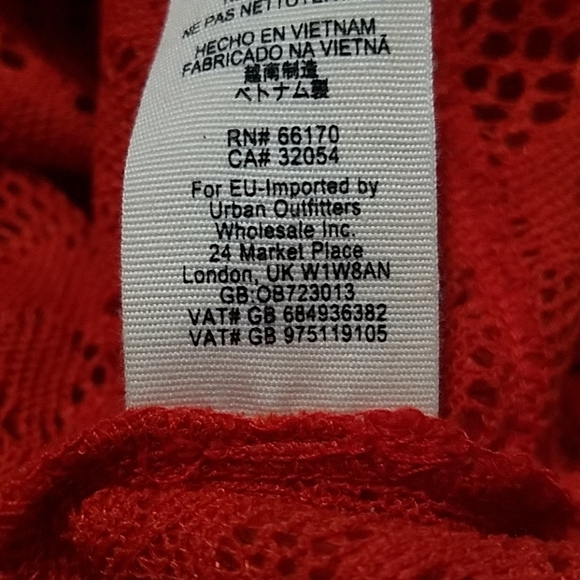 NE PAS NETTOYER
HECHO EN VIETNAM
FABRICADO NA VIETNÃ
越南制造
ベトナム製
RN# 66170
CA# 32054
For EU-Imported by
Urban Outfitters
Wholesale Inc.
24 Market Place
London, UK W1W8AN
GB:OB723013
VAT# GB 684936382
VAT# GB 975119105